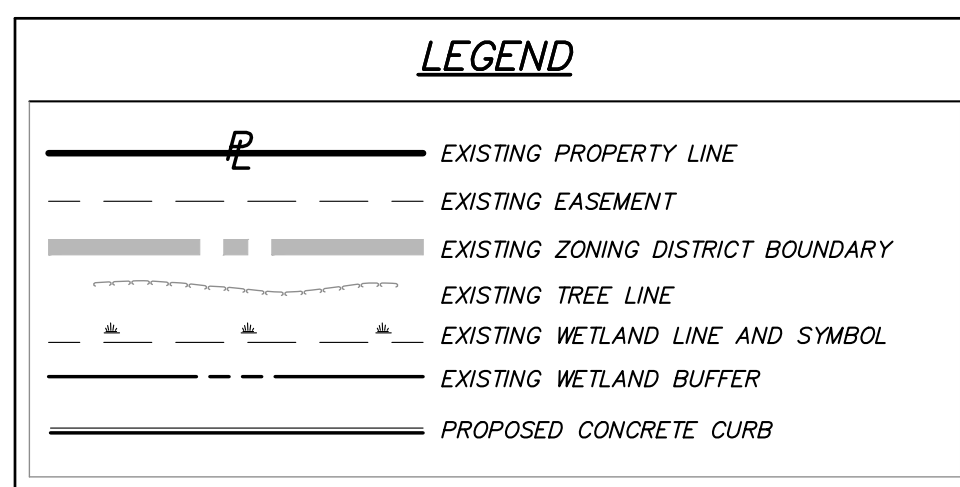 LEGEND
PL EXISTING PROPERTY LINE
EXISTING EASEMENT
EXISTING ZONING DISTRICT BOUNDARY
EXISTING TREE LINE
EXISTING WETLAND LINE AND SYMBOL
EXISTING WETLAND BUFFER
PROPOSED CONCRETE CURB